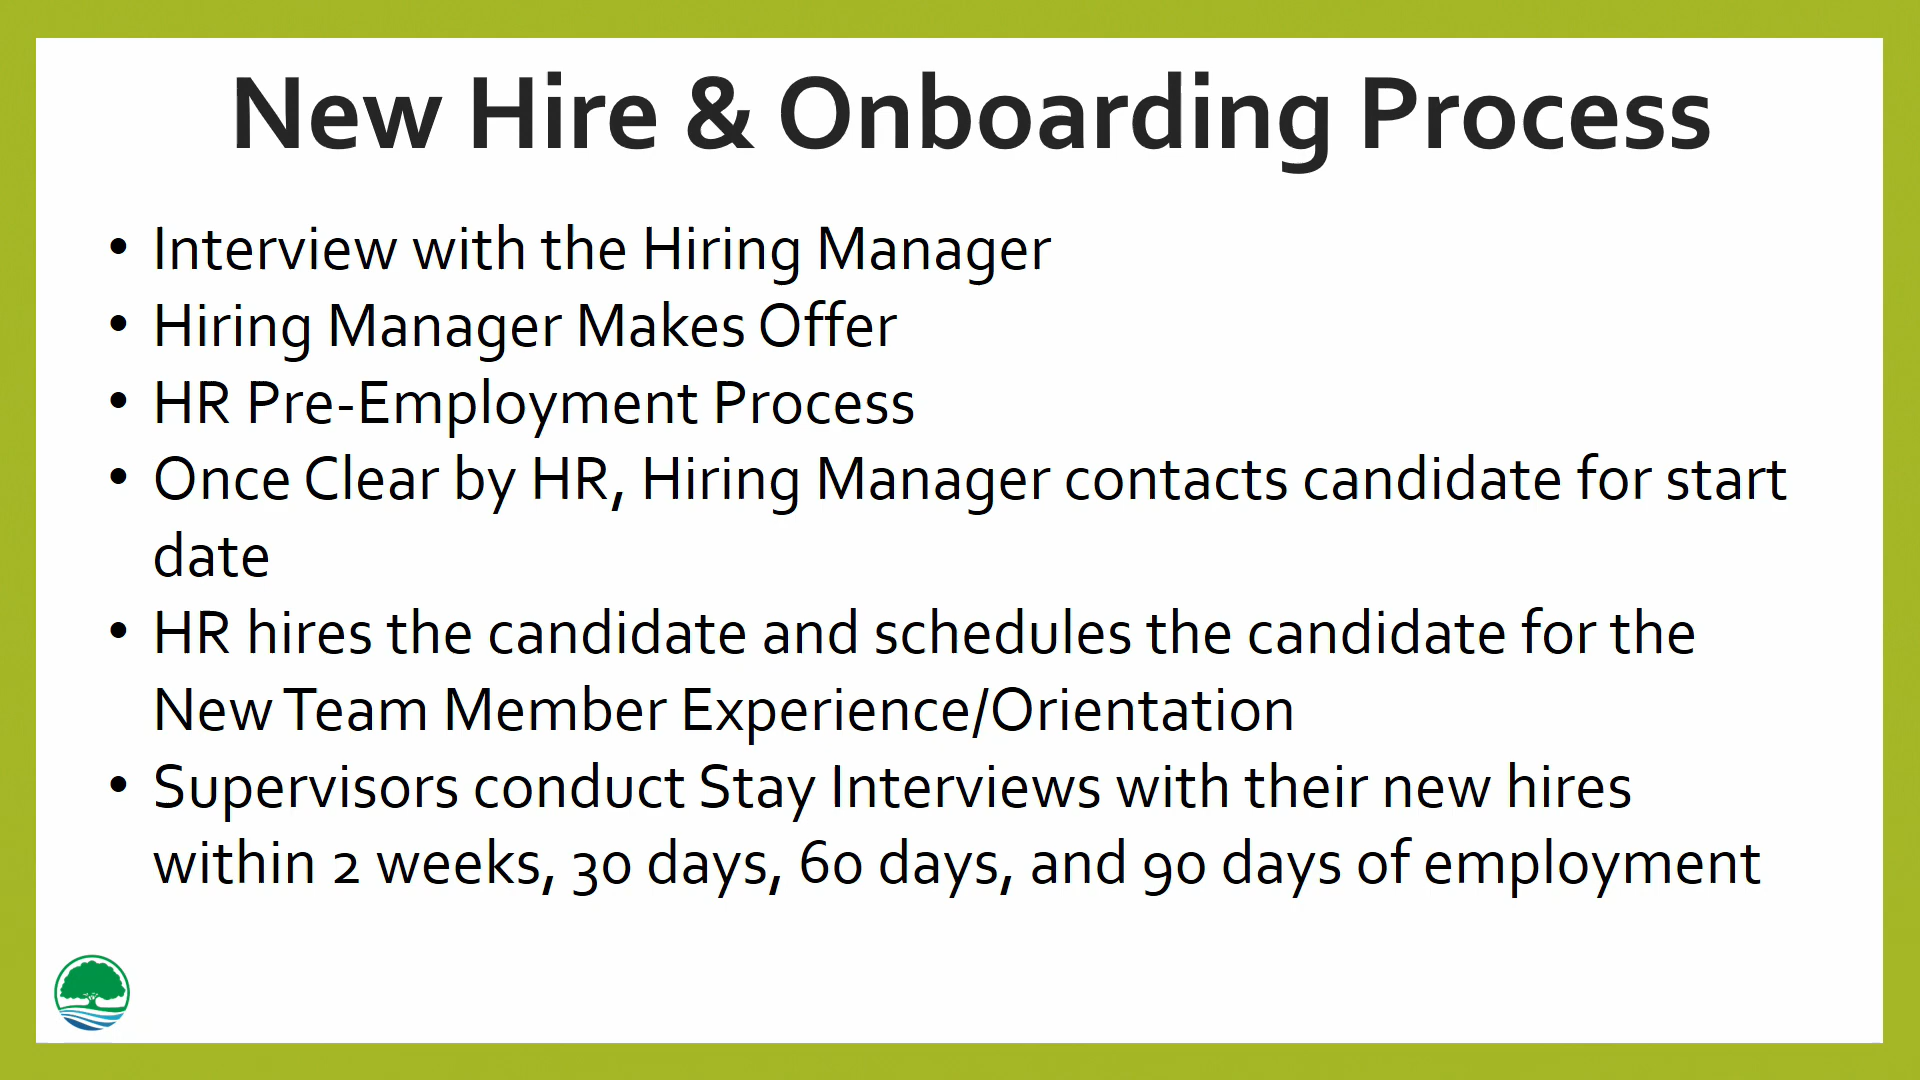 New Hire & Onboarding Process
• Interview with the Hiring Manager
• Hiring Manager Makes Offer
• HR Pre-Employment Process
• Once Clear by HR, Hiring Manager contacts candidate for start
date
• HR hires the candidate and schedules the candidate for the
New Team Member Experience/Orientation
• Supervisors conduct Stay Interviews with their new hires
within 2 weeks, 30 days, 60 days, and 90 days of employment